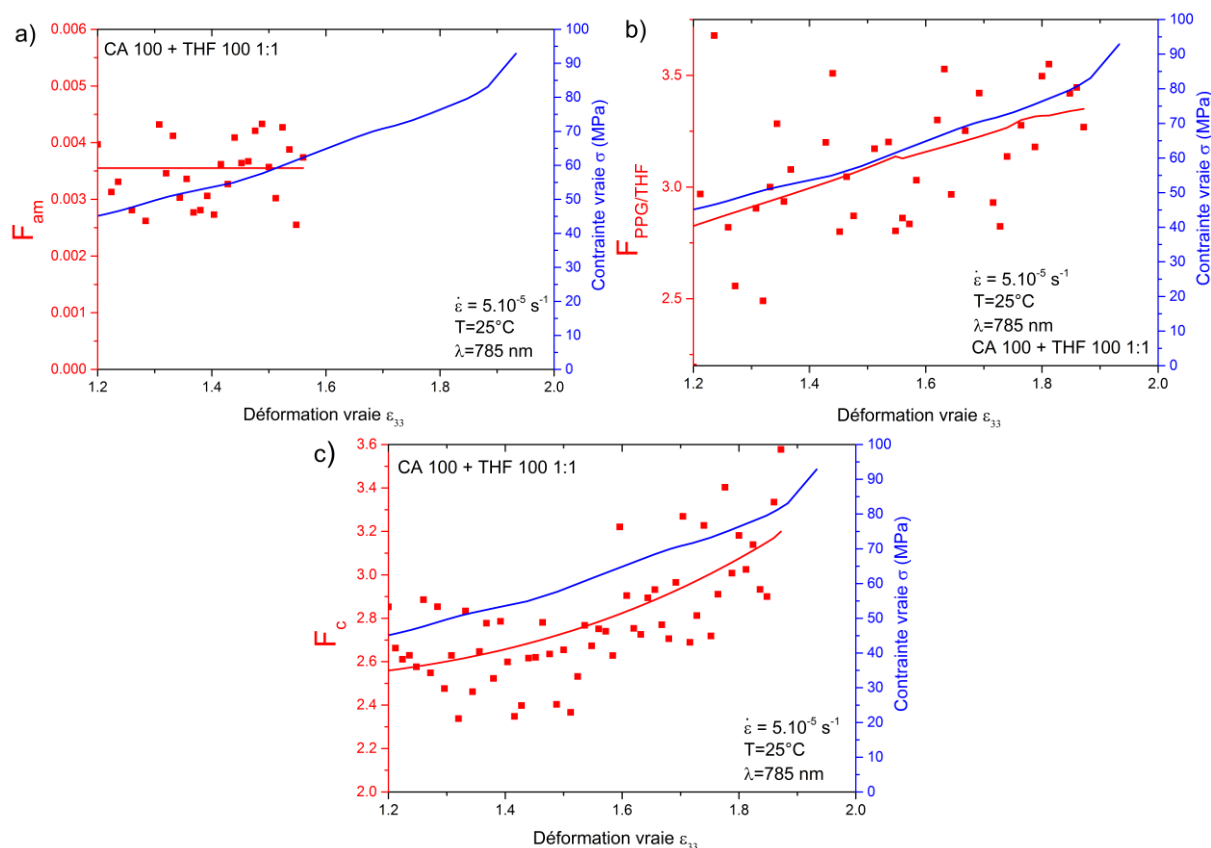 a)
CA 100 + THF 100 1:1
0.006
0.005
0.004
0.003
0.002
0.001
0.000
F_am
100
90
80
70
60
50
40
30
20
10
0
Contrainte vraie σ (MPa)
ε̇ = 5.10⁻⁵ s⁻¹
T=25°C
λ=785 nm
1.2 1.4 1.6 1.8 2.0
Déformation vraie ε₃₃
b)
3.5
3.0
2.5
F_PPG/THF
100
90
80
70
60
50
40
30
20
10
0
Contrainte vraie σ (MPa)
ε̇ = 5.10⁻⁵ s⁻¹
T=25°C
λ=785 nm
CA 100 + THF 100 1:1
1.2 1.4 1.6 1.8 2.0
Déformation vraie ε₃₃
c)
CA 100 + THF 100 1:1
3.6
3.4
3.2
3.0
2.8
2.6
2.4
2.2
2.0
F_c
100
90
80
70
60
50
40
30
20
10
0
Contrainte vraie σ (MPa)
ε̇ = 5.10⁻⁵ s⁻¹
T=25°C
λ=785 nm
1.2 1.4 1.6 1.8 2.0
Déformation vraie ε₃₃